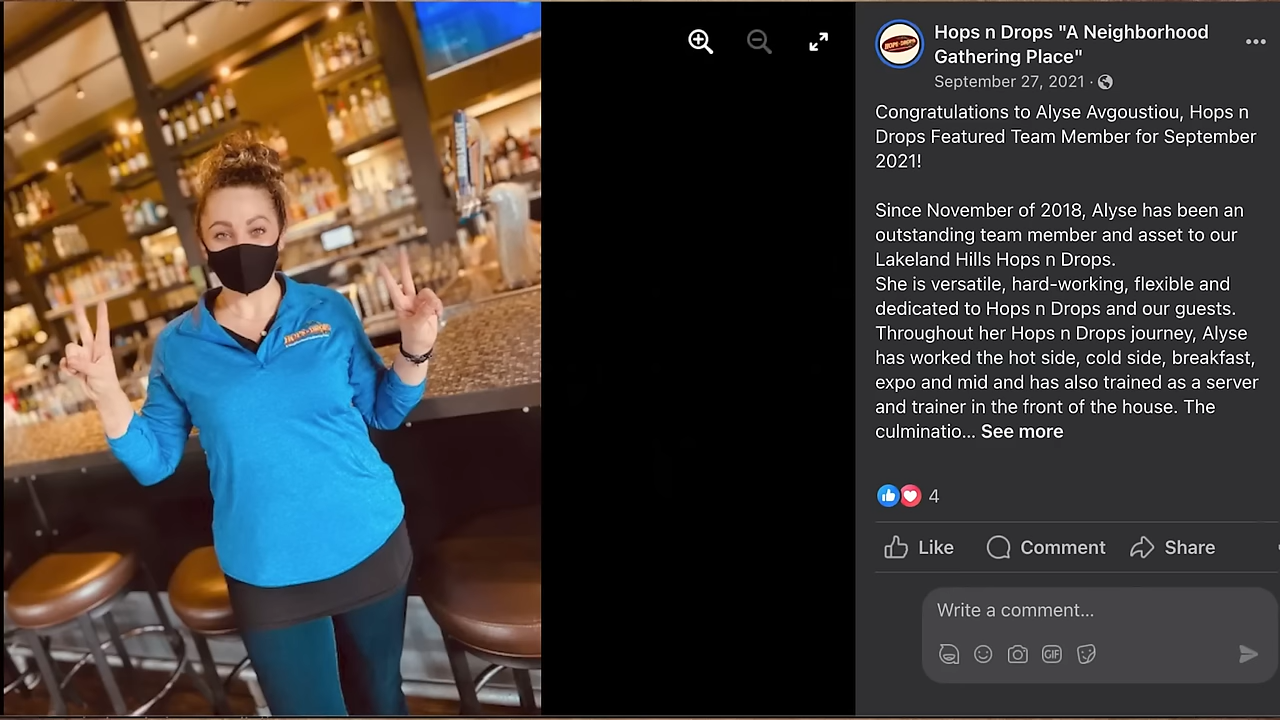 Hops n Drops "A Neighborhood
Gathering Place"
September 27, 2021 ·
Congratulations to Alyse Avgoustiou, Hops n
Drops Featured Team Member for September
2021!
Since November of 2018, Alyse has been an
outstanding team member and asset to our
Lakeland Hills Hops n Drops.
She is versatile, hard-working, flexible and
dedicated to Hops n Drops and our guests.
Throughout her Hops n Drops journey, Alyse
has worked the hot side, cold side, breakfast,
expo and mid and has also trained as a server
and trainer in the front of the house. The
culminatio... See more
4
Like Comment Share
Write a comment...
GIF
HOPS n DROPS